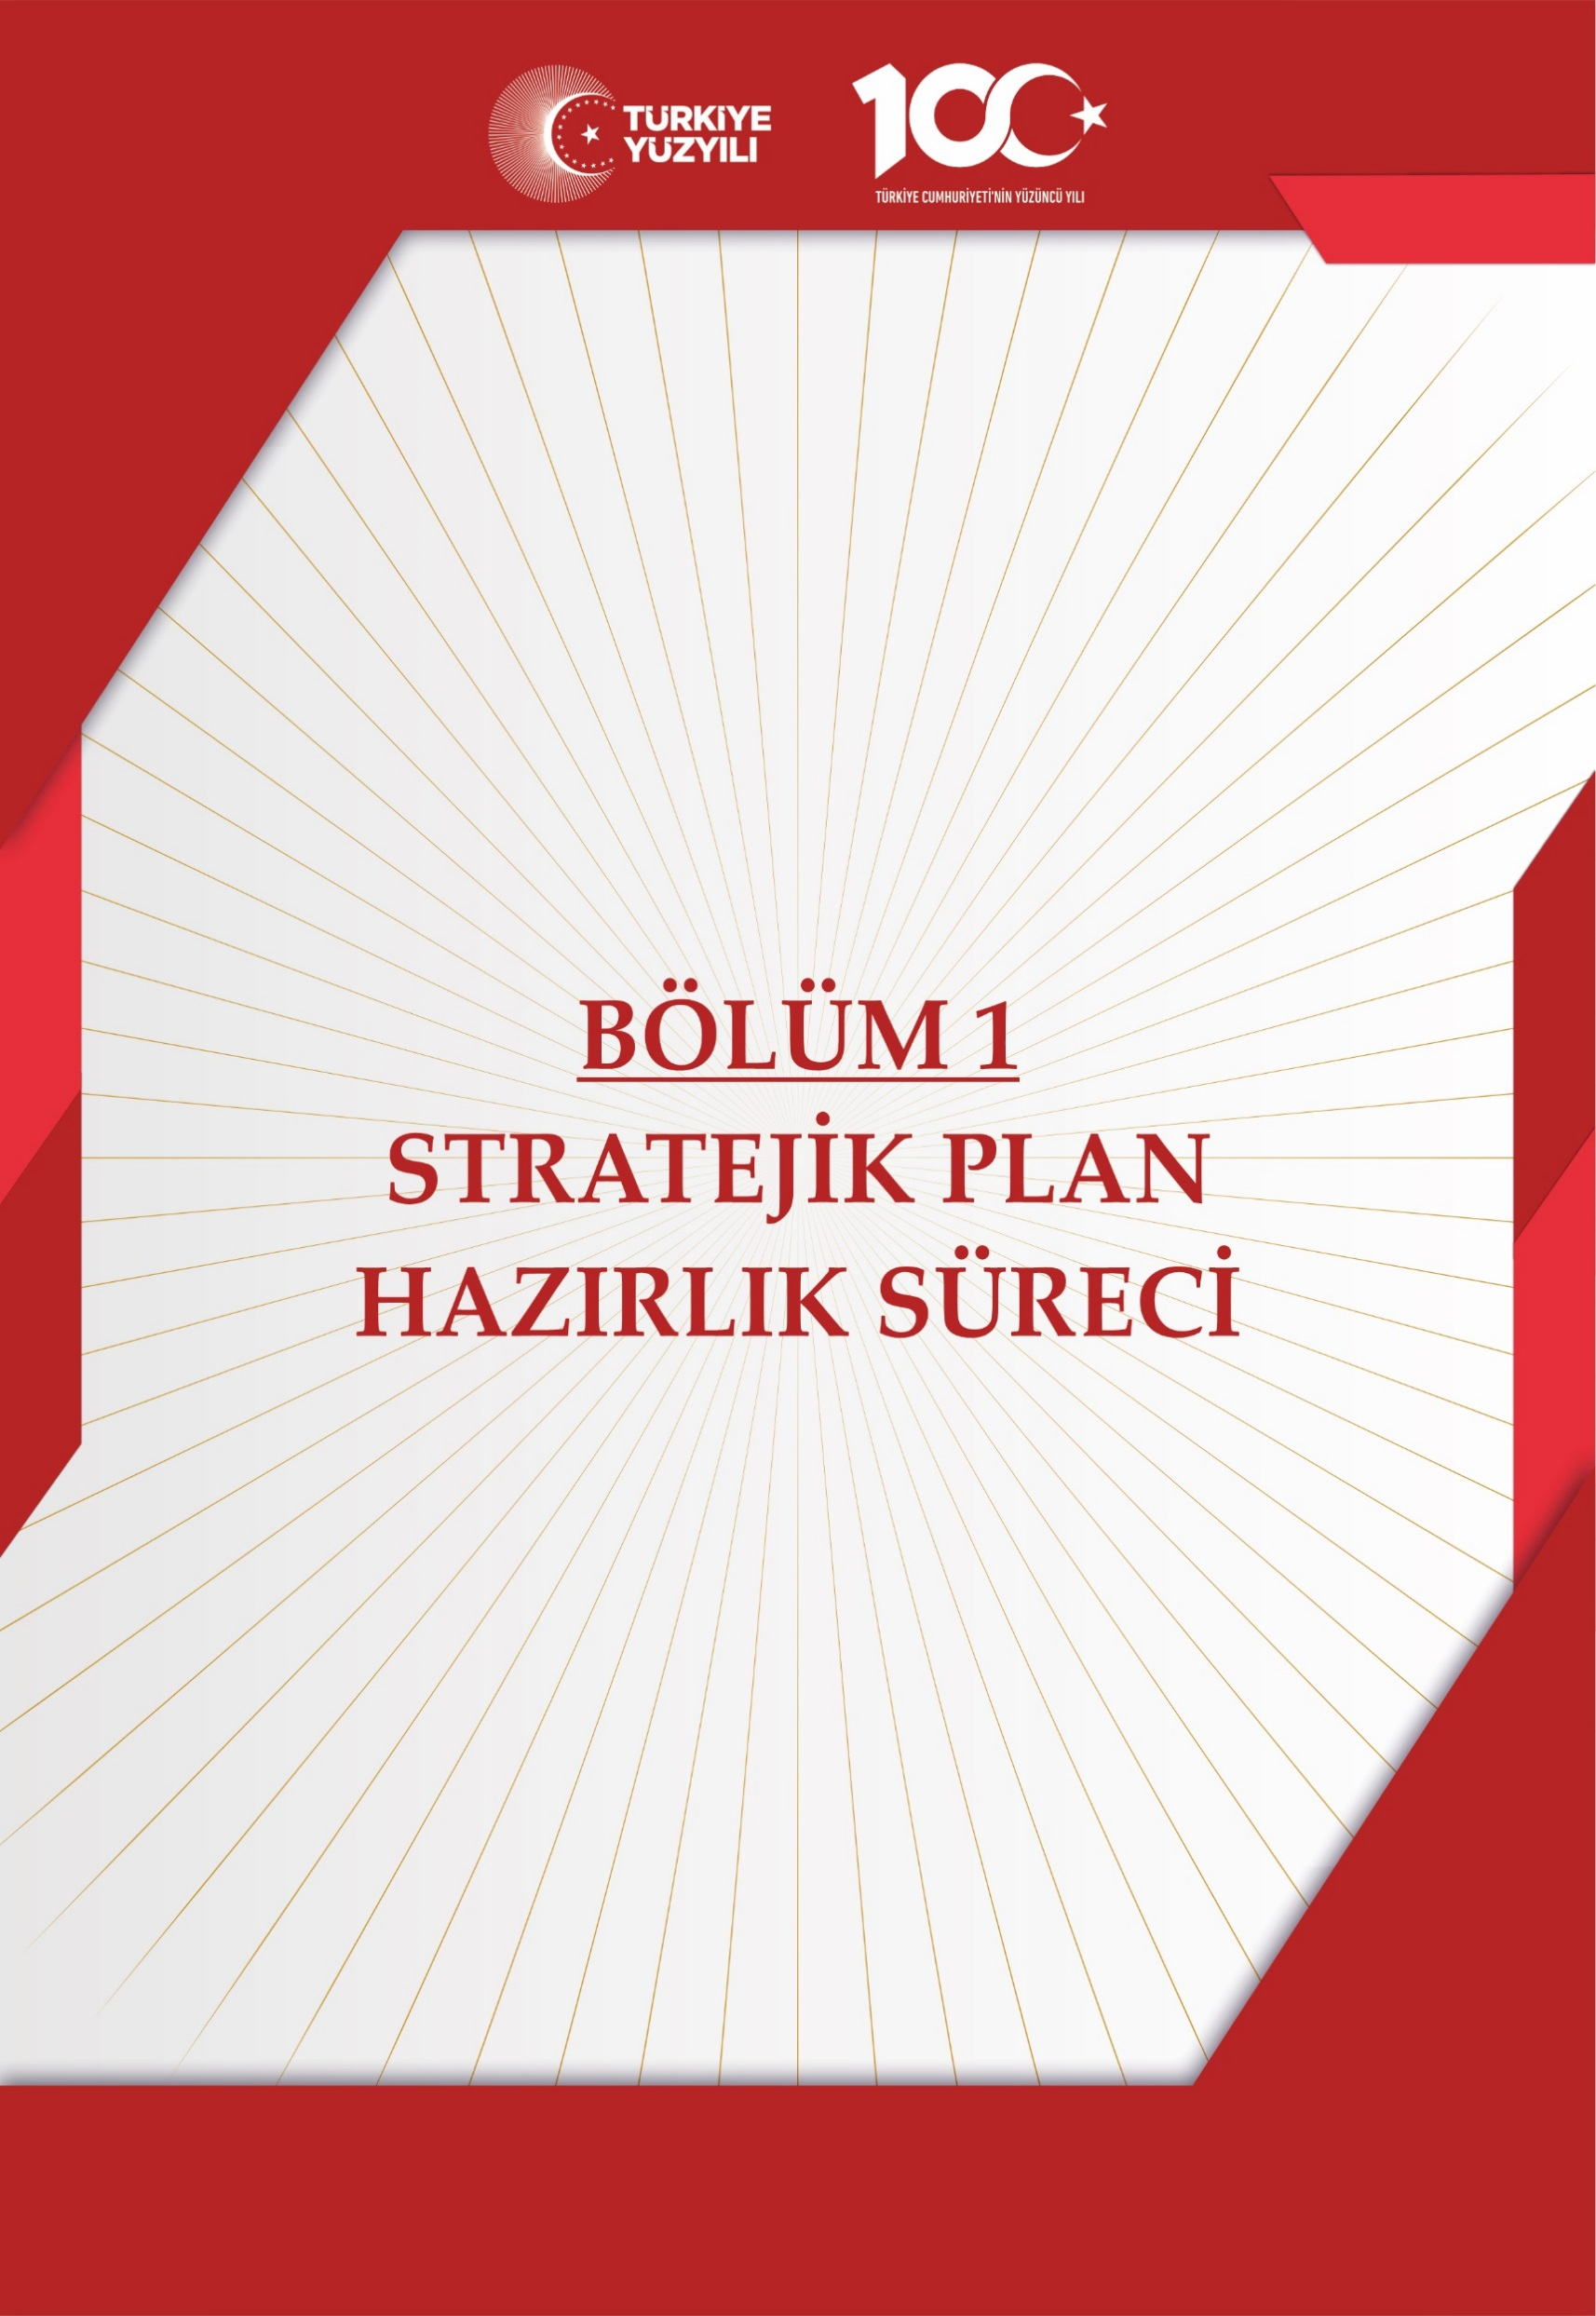 TÜRKİYE
YÜZYILI
100
TÜRKİYE CUMHURİYETİ'NİN YÜZÜNCÜ YILI
BÖLÜM 1
STRATEJİK PLAN
HAZIRLIK SÜRECİ